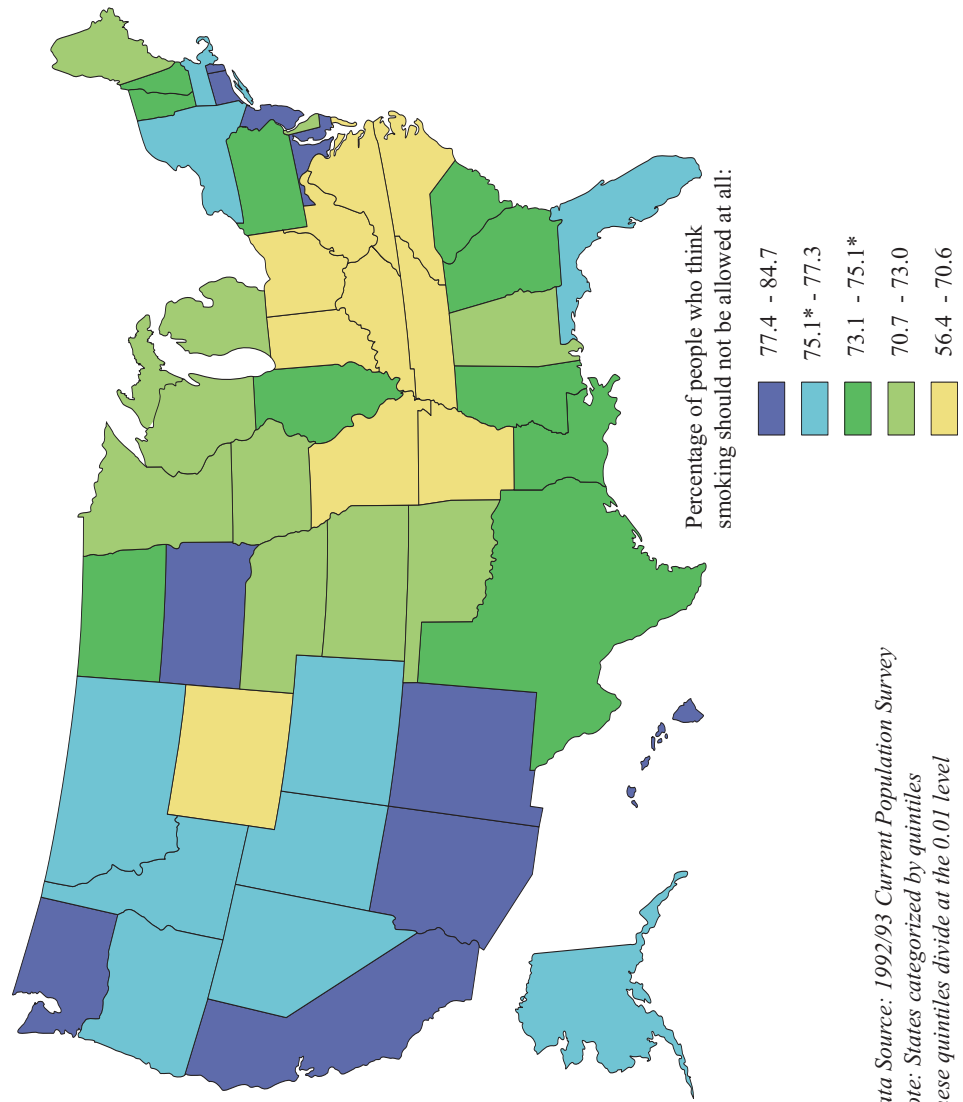 Percentage of people who think
smoking should not be allowed at all:
77.4 - 84.7
75.1* - 77.3
73.1 - 75.1*
70.7 - 73.0
56.4 - 70.6
Source: 1992/93 Current Population Survey
States categorized by quintiles
quintiles divide at the 0.01 level